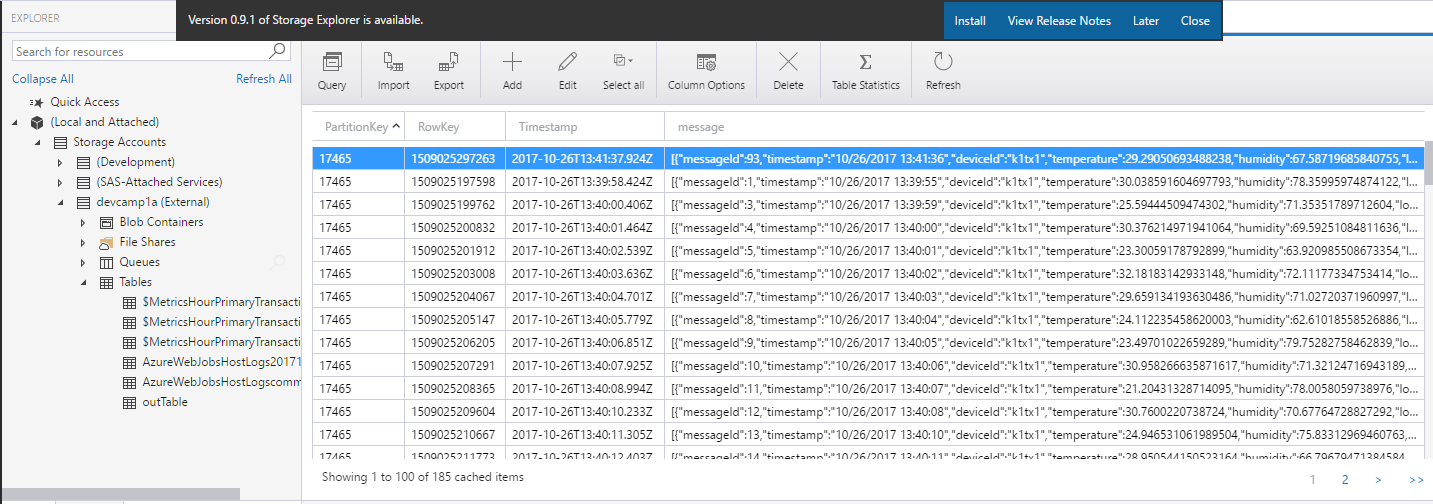 EXPLORER
Version 0.9.1 of Storage Explorer is available.
Install View Release Notes Later Close
Search for resources
Collapse All Refresh All
Quick Access
(Local and Attached)
Storage Accounts
(Development)
(SAS-Attached Services)
devcamp1a (External)
Blob Containers
File Shares
Queues
Tables
$MetricsHourPrimaryTransacti
$MetricsHourPrimaryTransacti
$MetricsHourPrimaryTransacti
AzureWebJobsHostLogs20171
AzureWebJobsHostLogscomm
outTable
Query Import Export Add Edit Select all Column Options Delete Table Statistics Refresh
PartitionKey RowKey Timestamp message
17465 1509025297263 2017-10-26T13:41:37.924Z [{"messageId":93,"timestamp":"10/26/2017 13:41:36","deviceId":"k1tx1","temperature":29.29050693488238,"humidity":67.58719685840755,"l...
17465 1509025197598 2017-10-26T13:39:58.424Z [{"messageId":1,"timestamp":"10/26/2017 13:39:55","deviceId":"k1tx1","temperature":30.038591604697793,"humidity":78.35995974874122,"l...
17465 1509025199762 2017-10-26T13:40:00.406Z [{"messageId":3,"timestamp":"10/26/2017 13:39:59","deviceId":"k1tx1","temperature":25.59444509474302,"humidity":71.35351789712604,"lo...
17465 1509025200832 2017-10-26T13:40:01.464Z [{"messageId":4,"timestamp":"10/26/2017 13:40:00","deviceId":"k1tx1","temperature":30.376214971941064,"humidity":69.59251084811636,"l...
17465 1509025201912 2017-10-26T13:40:02.539Z [{"messageId":5,"timestamp":"10/26/2017 13:40:01","deviceId":"k1tx1","temperature":23.30059178792899,"humidity":63.920985508673354,"l...
17465 1509025203008 2017-10-26T13:40:03.636Z [{"messageId":6,"timestamp":"10/26/2017 13:40:02","deviceId":"k1tx1","temperature":32.18183142933148,"humidity":72.11177334753414,"lo...
17465 1509025204067 2017-10-26T13:40:04.701Z [{"messageId":7,"timestamp":"10/26/2017 13:40:03","deviceId":"k1tx1","temperature":29.659134193630486,"humidity":71.02720371960997,"l...
17465 1509025205147 2017-10-26T13:40:05.779Z [{"messageId":8,"timestamp":"10/26/2017 13:40:04","deviceId":"k1tx1","temperature":24.112235458620003,"humidity":62.61018558526886,"l...
17465 1509025206205 2017-10-26T13:40:06.851Z [{"messageId":9,"timestamp":"10/26/2017 13:40:05","deviceId":"k1tx1","temperature":23.49701022659289,"humidity":79.75282758462839,"lo...
17465 1509025207291 2017-10-26T13:40:07.925Z [{"messageId":10,"timestamp":"10/26/2017 13:40:06","deviceId":"k1tx1","temperature":30.958266635871617,"humidity":71.32124716943189,...
17465 1509025208365 2017-10-26T13:40:08.994Z [{"messageId":11,"timestamp":"10/26/2017 13:40:07","deviceId":"k1tx1","temperature":21.20431328714095,"humidity":78.0058059738976,"lo...
17465 1509025209604 2017-10-26T13:40:10.233Z [{"messageId":12,"timestamp":"10/26/2017 13:40:08","deviceId":"k1tx1","temperature":30.7600220738724,"humidity":70.67764728827292,"lo...
17465 1509025210667 2017-10-26T13:40:11.305Z [{"messageId":13,"timestamp":"10/26/2017 13:40:10","deviceId":"k1tx1","temperature":24.946531061989504,"humidity":75.83312969460763,...
17465 1509025211773 2017-10-26T13:40:12.403Z [{"messageId":14,"timestamp":"10/26/2017 13:40:11","deviceId":"k1tx1","temperature":28.950544150523164,"humidity":66.79679471384584,
Showing 1 to 100 of 185 cached items
1 2 > >>